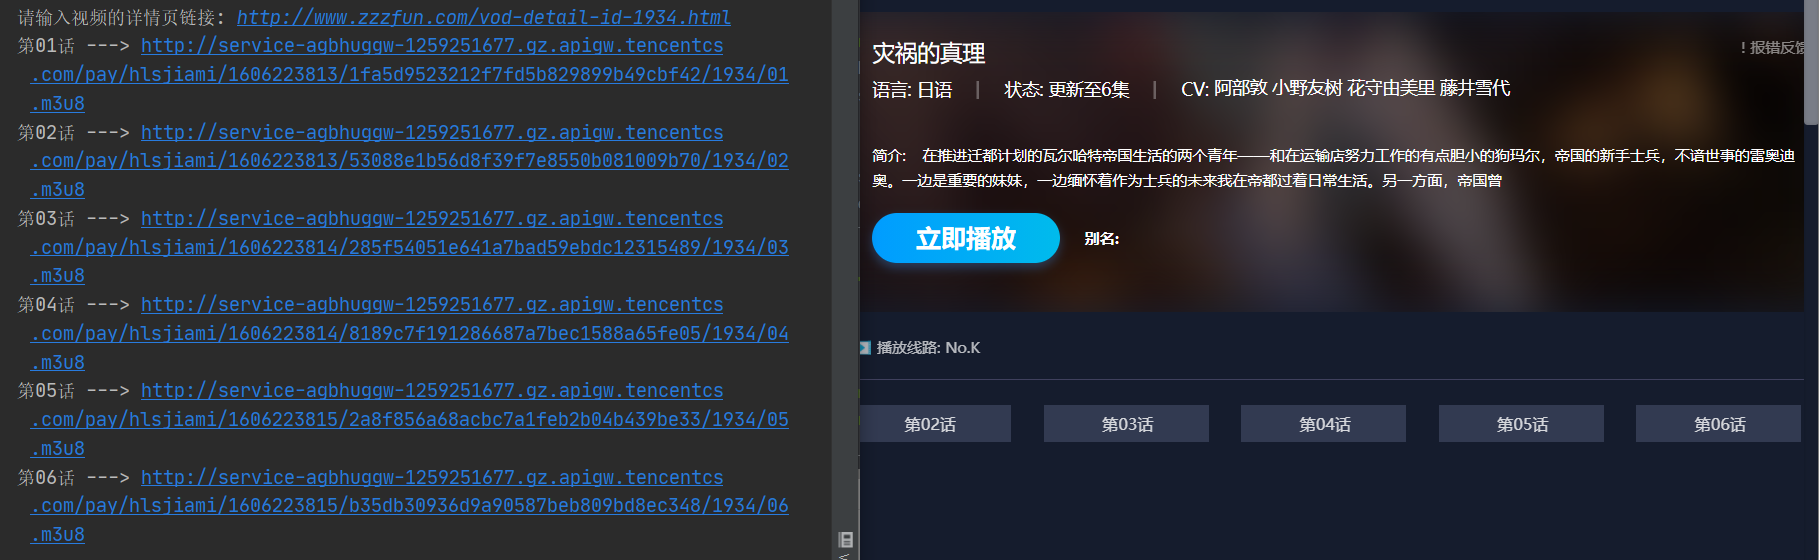 请输入视频的详情页链接: http://www.zzzfun.com/vod-detail-id-1934.html
第01话 ---> http://service-agbhuggw-1259251677.gz.apigw.tencentcs
.com/pay/hlsjiami/1606223813/1fa5d9523212f7fd5b829899b49cbf42/1934/01
.m3u8
第02话 ---> http://service-agbhuggw-1259251677.gz.apigw.tencentcs
.com/pay/hlsjiami/1606223813/53088e1b56d8f39f7e8550b081009b70/1934/02
.m3u8
第03话 ---> http://service-agbhuggw-1259251677.gz.apigw.tencentcs
.com/pay/hlsjiami/1606223814/285f54051e641a7bad59ebdc12315489/1934/03
.m3u8
第04话 ---> http://service-agbhuggw-1259251677.gz.apigw.tencentcs
.com/pay/hlsjiami/1606223814/8189c7f191286687a7bec1588a65fe05/1934/04
.m3u8
第05话 ---> http://service-agbhuggw-1259251677.gz.apigw.tencentcs
.com/pay/hlsjiami/1606223815/2a8f856a68acbc7a1feb2b04b439be33/1934/05
.m3u8
第06话 ---> http://service-agbhuggw-1259251677.gz.apigw.tencentcs
.com/pay/hlsjiami/1606223815/b35db30936d9a90587beb809bd8ec348/1934/06
.m3u8
灾祸的真理
! 报错反馈
语言: 日语 | 状态: 更新至6集 | CV: 阿部敦 小野友树 花守由美里 藤井雪代
简介: 在推进迁都计划的瓦尔哈特帝国生活的两个青年——和在运输店努力工作的有点胆小的狗玛尔，帝国的新手士兵，不谙世事的雷奥迪
奥。一边是重要的妹妹，一边缅怀着作为士兵的未来我在帝都过着日常生活。另一方面，帝国曾
立即播放 别名:
播放线路: No.K
第02话 第03话 第04话 第05话 第06话